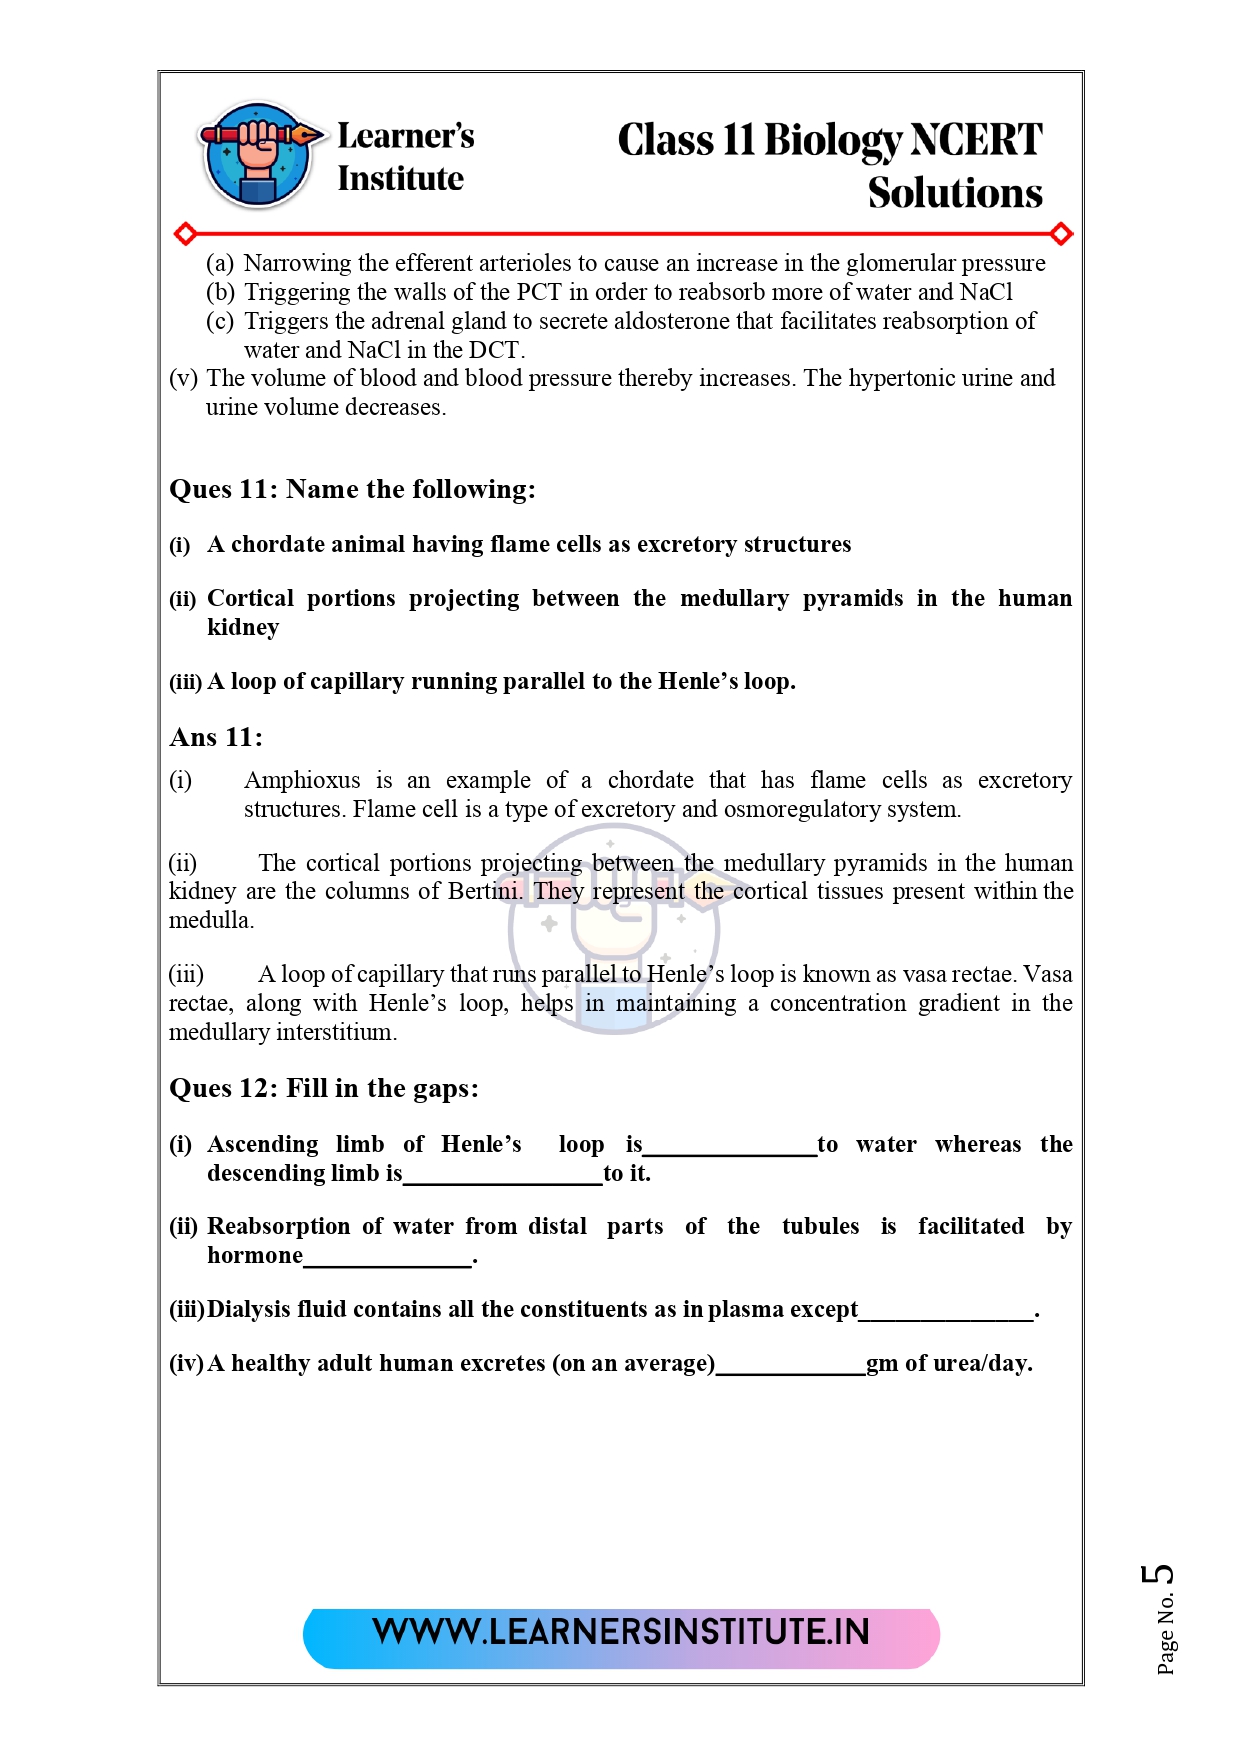 Learner's
Institute
Class 11 Biology NCERT
Solutions
(a) Narrowing the efferent arterioles to cause an increase in the glomerular pressure
(b) Triggering the walls of the PCT in order to reabsorb more of water and NaCl
(c) Triggers the adrenal gland to secrete aldosterone that facilitates reabsorption of
water and NaCl in the DCT.
(v) The volume of blood and blood pressure thereby increases. The hypertonic urine and
urine volume decreases.
Ques 11: Name the following:
(i) A chordate animal having flame cells as excretory structures
(ii) Cortical portions projecting between the medullary pyramids in the human
kidney
(iii) A loop of capillary running parallel to the Henle's loop.
Ans 11:
(i) Amphioxus is an example of a chordate that has flame cells as excretory
structures. Flame cell is a type of excretory and osmoregulatory system.
(ii) The cortical portions projecting between the medullary pyramids in the human
kidney are the columns of Bertini. They represent the cortical tissues present within the
medulla.
(iii) A loop of capillary that runs parallel to Henle's loop is known as vasa rectae. Vasa
rectae, along with Henle's loop, helps in maintaining a concentration gradient in the
medullary interstitium.
Ques 12: Fill in the gaps:
(i) Ascending limb of Henle's loop is______________to water whereas the
descending limb is________________to it.
(ii) Reabsorption of water from distal parts of the tubules is facilitated by
hormone_____________.
(iii) Dialysis fluid contains all the constituents as in plasma except______________.
(iv) A healthy adult human excretes (on an average)____________gm of urea/day.
WWW.LEARNERSINSTITUTE.IN
Page No. 5